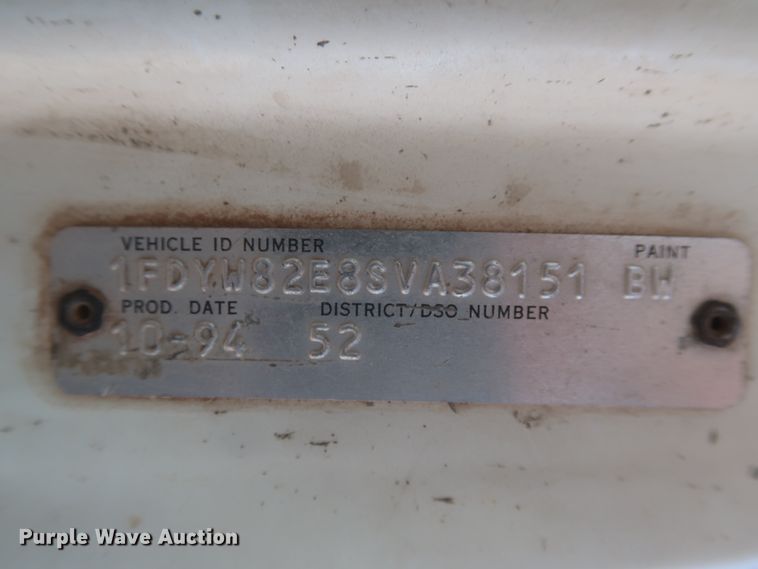 VEHICLE ID NUMBER PAINT
1FDYW82E8SVA38151 BW
PROD. DATE DISTRICT/DSO NUMBER
10-94 52
Purple Wave Auction